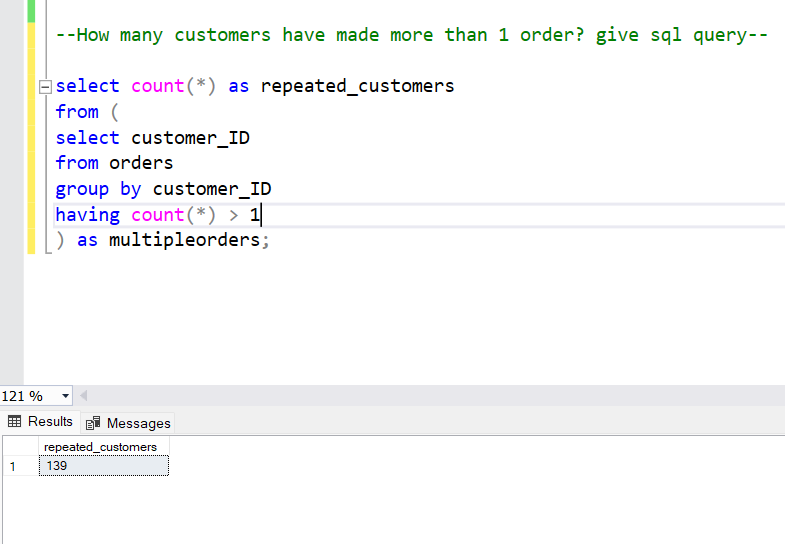 --How many customers have made more than 1 order? give sql query--
select count(*) as repeated_customers
from (
select customer_ID
from orders
group by customer_ID
having count(*) > 1
) as multipleorders;
121 %
Results Messages
repeated_customers
1 139